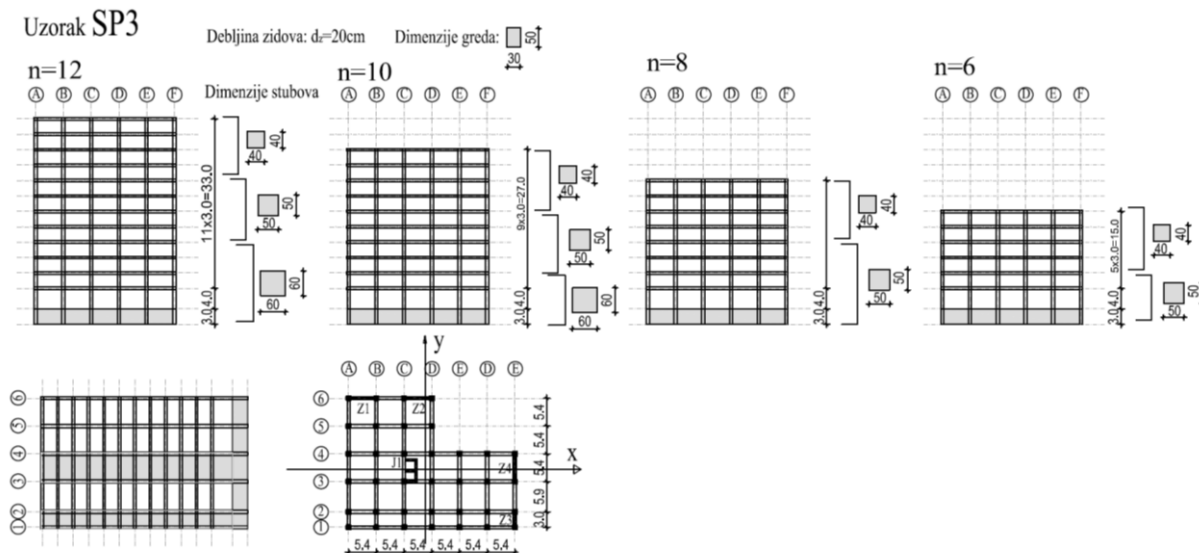 Uzorak SP3
Debljina zidova: dz=20cm
Dimenzije greda:
50
30
n=12
A B C D E F
Dimenzije stubova
11x3.0=33.0
3.0 4.0
40
40
50
50
60
60
n=10
A B C D E F
9x3.0=27.0
3.0 4.0
40
40
50
50
60
60
n=8
A B C D E F
3.0 4.0
40
40
50
50
n=6
A B C D E F
5x3.0=15.0
3.0 4.0
40
40
50
50
6
5
4
3
2
1
y
A B C D E D E
6
5
4
3
2
1
Z1
Z2
J1
Z4
Z3
x
5.4
5.4
5.4
5.9
3.0
5.4 5.4 5.4 5.4 5.4 5.4